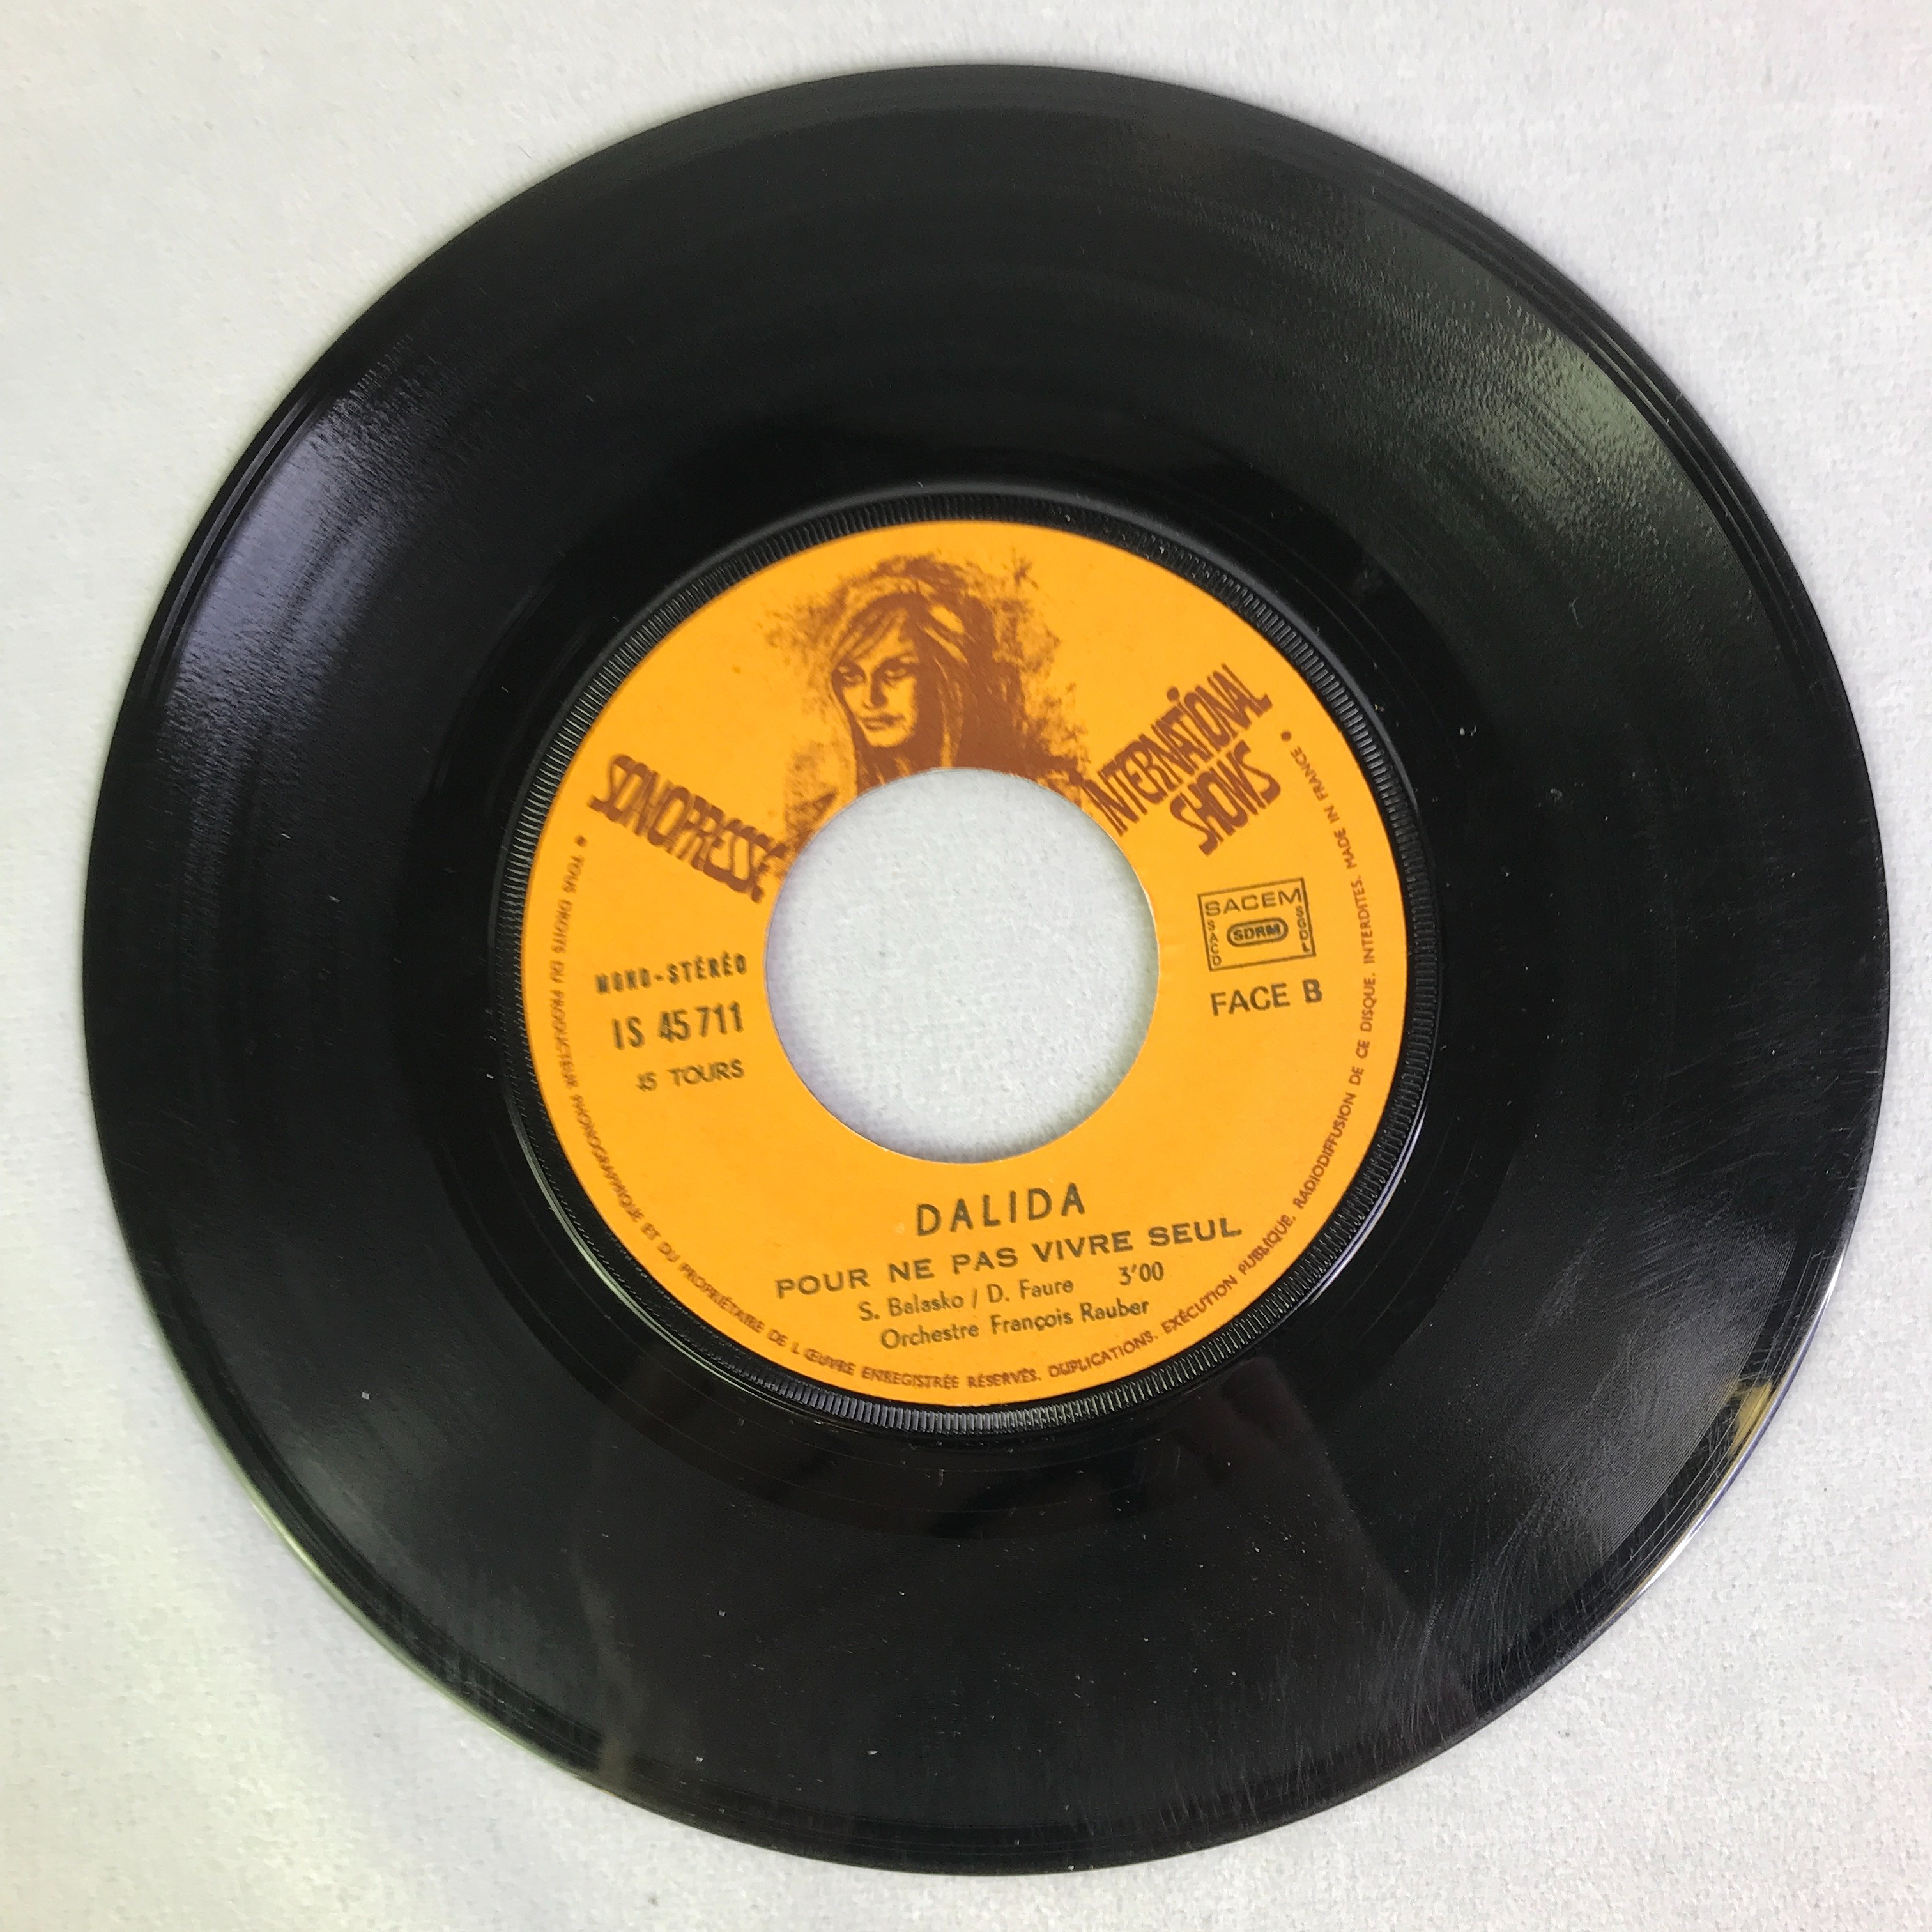 SONOPRESSE
INTERNATIONAL
SHOWS
SACEM
SACD
SDRM
SGDL
MONO-STÉRÉO
IS 45 711
45 TOURS
FACE B
DALIDA
POUR NE PAS VIVRE SEUL
S. Balasko / D. Faure 3'00
Orchestre François Rauber
• TOUS DROITS DU PRODUCTEUR PHONOGRAPHIQUE ET DU PROPRIÉTAIRE DE L'ŒUVRE ENREGISTRÉE RÉSERVÉS. DUPLICATIONS. EXÉCUTION PUBLIQUE. RADIODIFFUSION DE CE DISQUE. INTERDITES. MADE IN FRANCE •